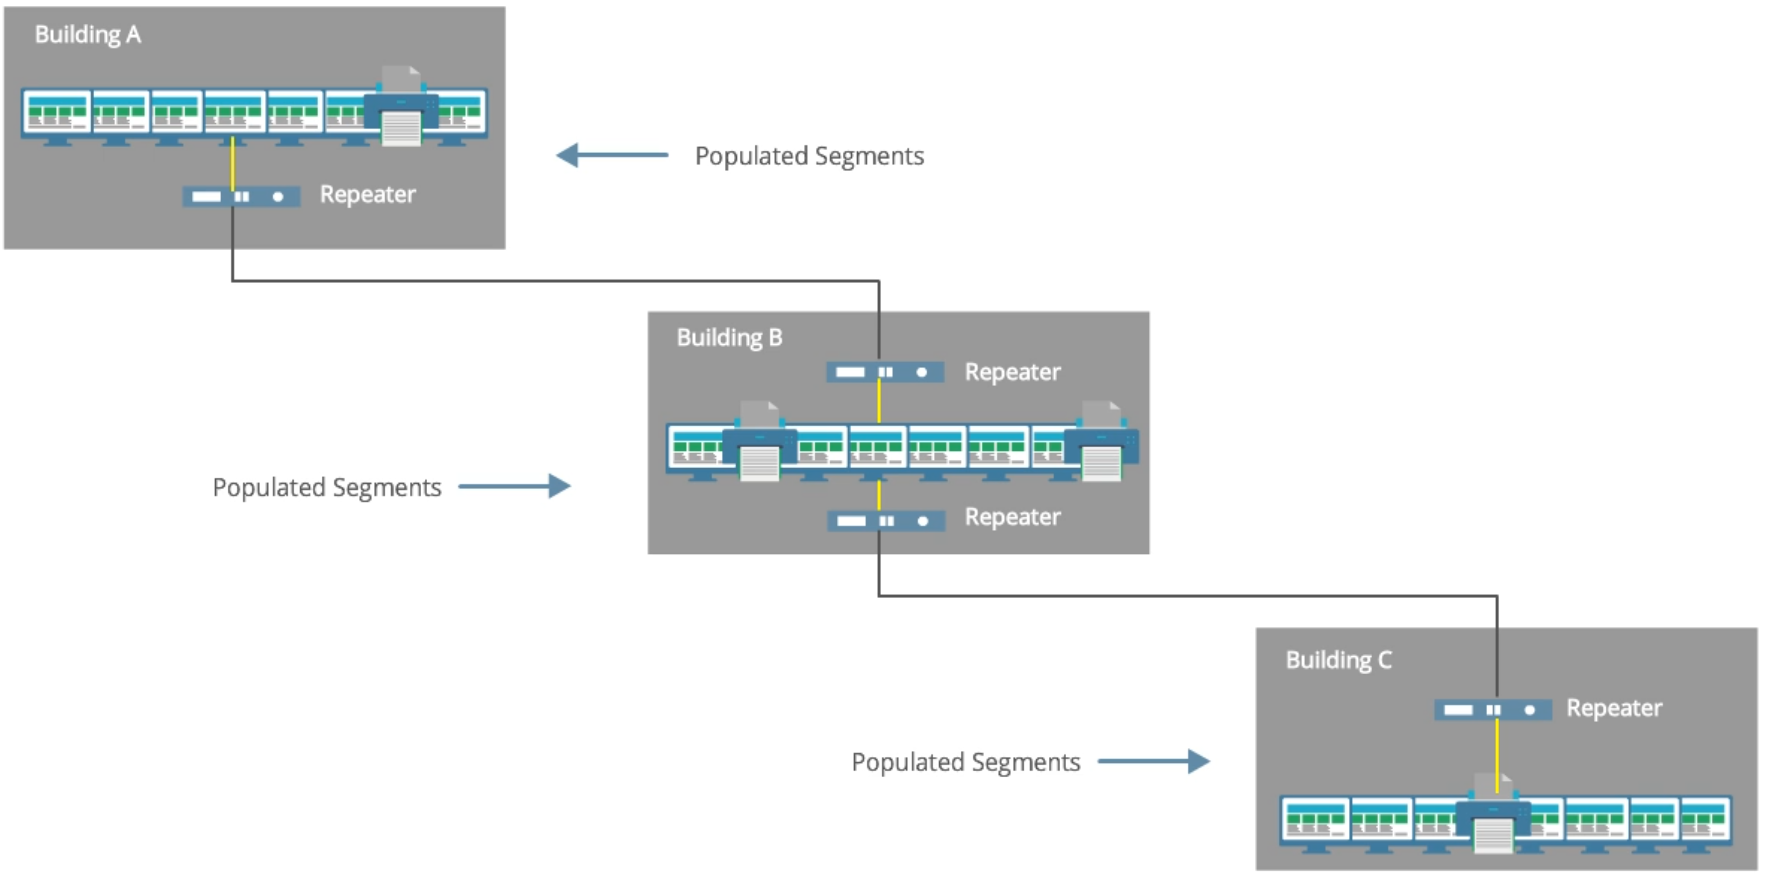 Building A
Populated Segments
Repeater
Building B
Repeater
Populated Segments
Repeater
Building C
Repeater
Populated Segments